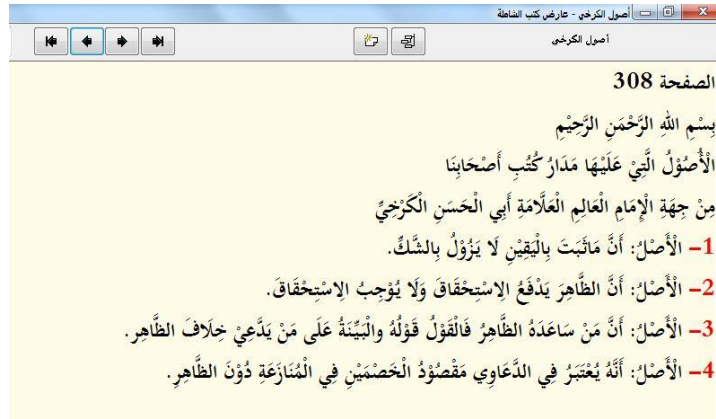 أصول الكرخي - عارض كتب الشاملة
أصول الكرخي
الصفحة 308
بِسْمِ اللهِ الرَّحْمَنِ الرَّحِيْمِ
الْأُصُوْلُ الَّتِيْ عَلَيْهَا مَدَارُ كُتُبِ أَصْحَابِنَا
مِنْ جِهَةِ الْإِمَامِ الْعَالِمِ الْعَلَّامَةِ أَبِي الْحَسَنِ الْكَرْخِيِّ
1– الْأَصْلُ: أَنَّ مَاثَبَتَ بِالْيَقِيْنِ لَا يَزُوْلُ بِالشَّكِّ.
2– الْأَصْلُ: أَنَّ الظَّاهِرَ يَدْفَعُ الِاسْتِحْقَاقَ وَلَا يُوْجِبُ الِاسْتِحْقَاقَ.
3– الْأَصْلُ: أَنَّ مَنْ سَاعَدَهُ الظَّاهِرُ فَالْقَوْلُ قَوْلُهُ والْبَيِّنَةُ عَلَى مَنْ يَدَّعِيْ خِلَافَ الظَّاهِرِ.
4– الْأَصْلُ: أَنَّهُ يُعْتَبَرُ فِي الدَّعَاوِي مَقْصُوْدُ الْخَصْمَيْنِ فِي الْمُنَازَعَةِ دُوْنَ الظَّاهِرِ.